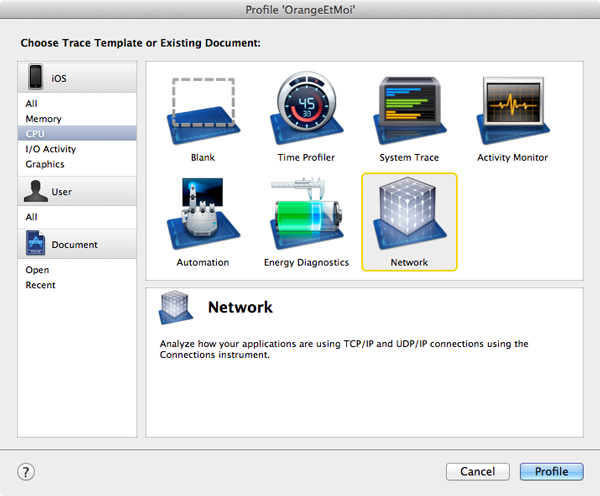 Profile 'OrangeEtMoi'
Choose Trace Template or Existing Document:
iOS
All
Memory
CPU
I/O Activity
Graphics
User
All
Document
Open
Recent
Blank
45
33
Time Profiler
System Trace
Activity Monitor
Automation
Energy Diagnostics
Network
Network
Analyze how your applications are using TCP/IP and UDP/IP connections using the
Connections instrument.
?
Cancel
Profile